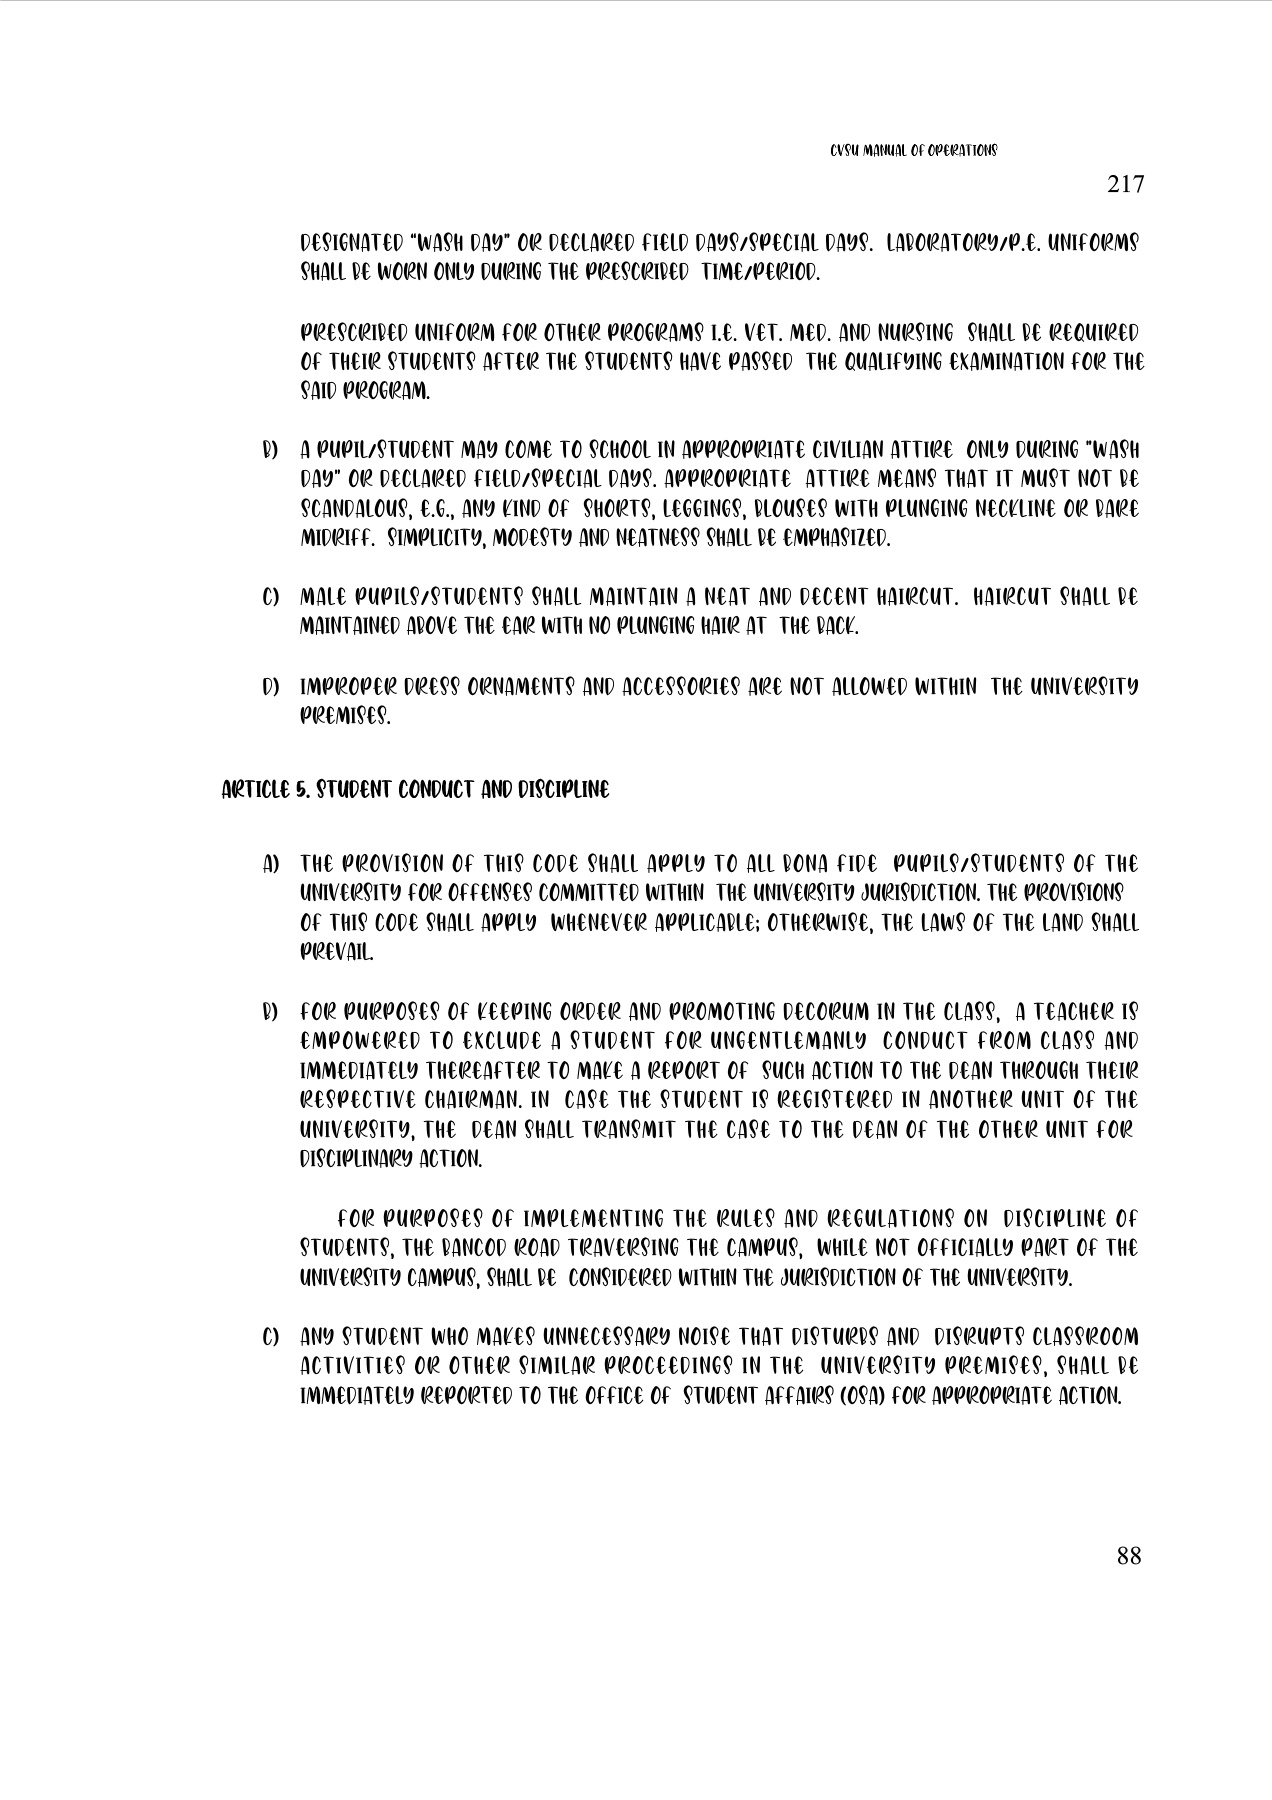 CVSU MANUAL OF OPERATIONS
217
DESIGNATED "WASH DAY" OR DECLARED FIELD DAYS/SPECIAL DAYS. LABORATORY/P.E. UNIFORMS
SHALL BE WORN ONLY DURING THE PRESCRIBED TIME/PERIOD.
PRESCRIBED UNIFORM FOR OTHER PROGRAMS I.E. VET. MED. AND NURSING SHALL BE REQUIRED
OF THEIR STUDENTS AFTER THE STUDENTS HAVE PASSED THE QUALIFYING EXAMINATION FOR THE
SAID PROGRAM.
B) A PUPIL/STUDENT MAY COME TO SCHOOL IN APPROPRIATE CIVILIAN ATTIRE ONLY DURING "WASH
DAY" OR DECLARED FIELD/SPECIAL DAYS. APPROPRIATE ATTIRE MEANS THAT IT MUST NOT BE
SCANDALOUS, E.G., ANY KIND OF SHORTS, LEGGINGS, BLOUSES WITH PLUNGING NECKLINE OR BARE
MIDRIFF. SIMPLICITY, MODESTY AND NEATNESS SHALL BE EMPHASIZED.
C) MALE PUPILS/STUDENTS SHALL MAINTAIN A NEAT AND DECENT HAIRCUT. HAIRCUT SHALL BE
MAINTAINED ABOVE THE EAR WITH NO PLUNGING HAIR AT THE BACK.
D) IMPROPER DRESS ORNAMENTS AND ACCESSORIES ARE NOT ALLOWED WITHIN THE UNIVERSITY
PREMISES.
ARTICLE 5. STUDENT CONDUCT AND DISCIPLINE
A) THE PROVISION OF THIS CODE SHALL APPLY TO ALL BONA FIDE PUPILS/STUDENTS OF THE
UNIVERSITY FOR OFFENSES COMMITTED WITHIN THE UNIVERSITY JURISDICTION. THE PROVISIONS
OF THIS CODE SHALL APPLY WHENEVER APPLICABLE; OTHERWISE, THE LAWS OF THE LAND SHALL
PREVAIL.
B) FOR PURPOSES OF KEEPING ORDER AND PROMOTING DECORUM IN THE CLASS, A TEACHER IS
EMPOWERED TO EXCLUDE A STUDENT FOR UNGENTLEMANLY CONDUCT FROM CLASS AND
IMMEDIATELY THEREAFTER TO MAKE A REPORT OF SUCH ACTION TO THE DEAN THROUGH THEIR
RESPECTIVE CHAIRMAN. IN CASE THE STUDENT IS REGISTERED IN ANOTHER UNIT OF THE
UNIVERSITY, THE DEAN SHALL TRANSMIT THE CASE TO THE DEAN OF THE OTHER UNIT FOR
DISCIPLINARY ACTION.
FOR PURPOSES OF IMPLEMENTING THE RULES AND REGULATIONS ON DISCIPLINE OF
STUDENTS, THE BANCOD ROAD TRAVERSING THE CAMPUS, WHILE NOT OFFICIALLY PART OF THE
UNIVERSITY CAMPUS, SHALL BE CONSIDERED WITHIN THE JURISDICTION OF THE UNIVERSITY.
C) ANY STUDENT WHO MAKES UNNECESSARY NOISE THAT DISTURBS AND DISRUPTS CLASSROOM
ACTIVITIES OR OTHER SIMILAR PROCEEDINGS IN THE UNIVERSITY PREMISES, SHALL BE
IMMEDIATELY REPORTED TO THE OFFICE OF STUDENT AFFAIRS (OSA) FOR APPROPRIATE ACTION.
88